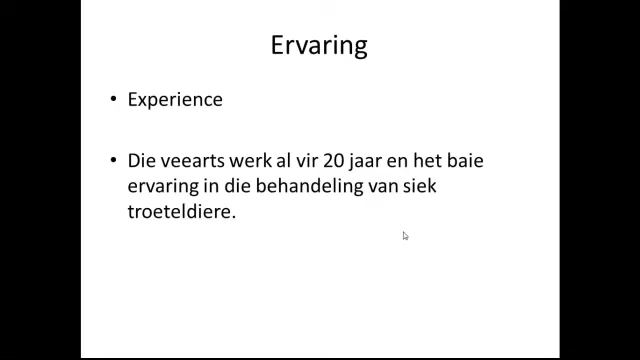 Ervaring
• Experience
• Die veearts werk al vir 20 jaar en het baie
ervaring in die behandeling van siek
troeteldiere.